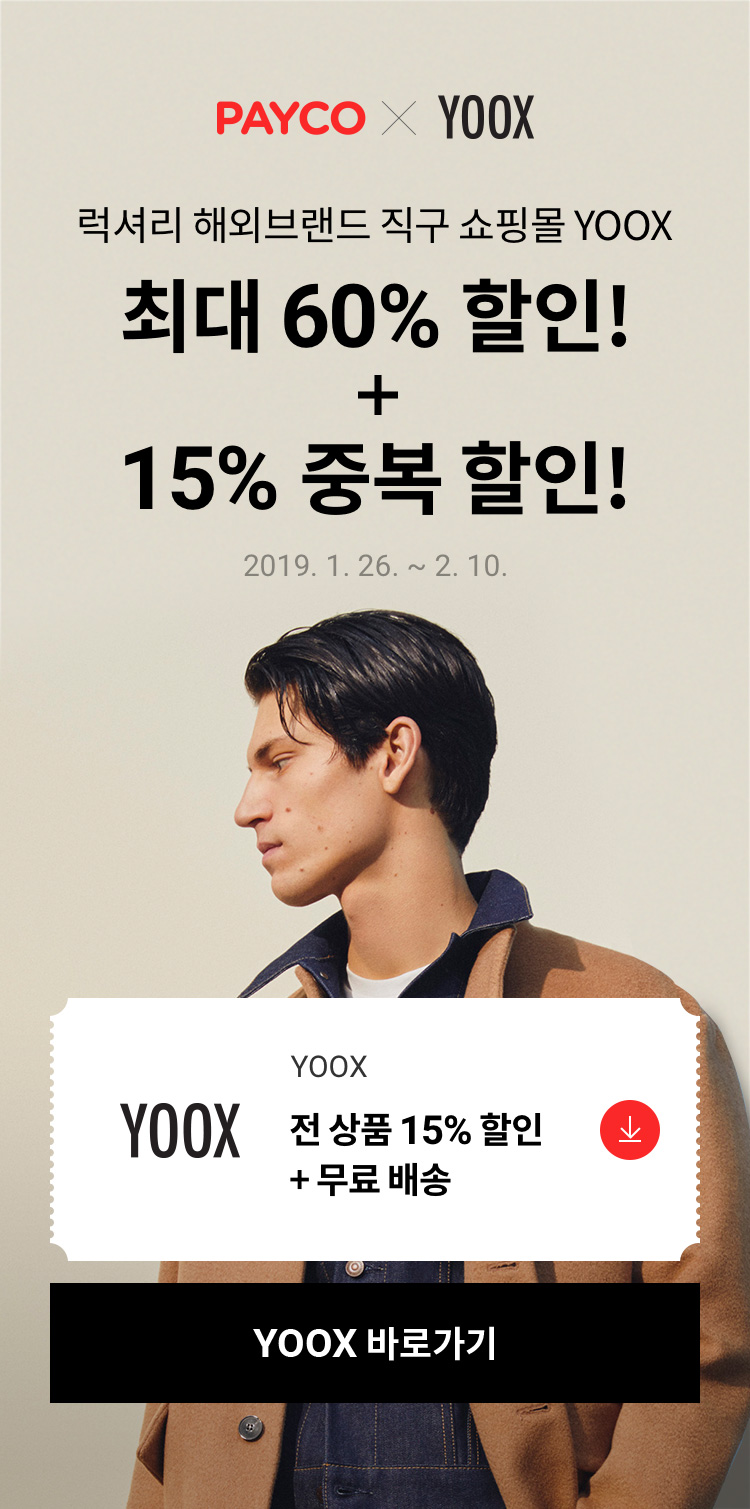 PAYCO × YOOX
럭셔리 해외브랜드 직구 쇼핑몰 YOOX
최대 60% 할인!
+
15% 중복 할인!
2019. 1. 26. ~ 2. 10.
YOOX
YOOX
전 상품 15% 할인
+ 무료 배송
YOOX 바로가기